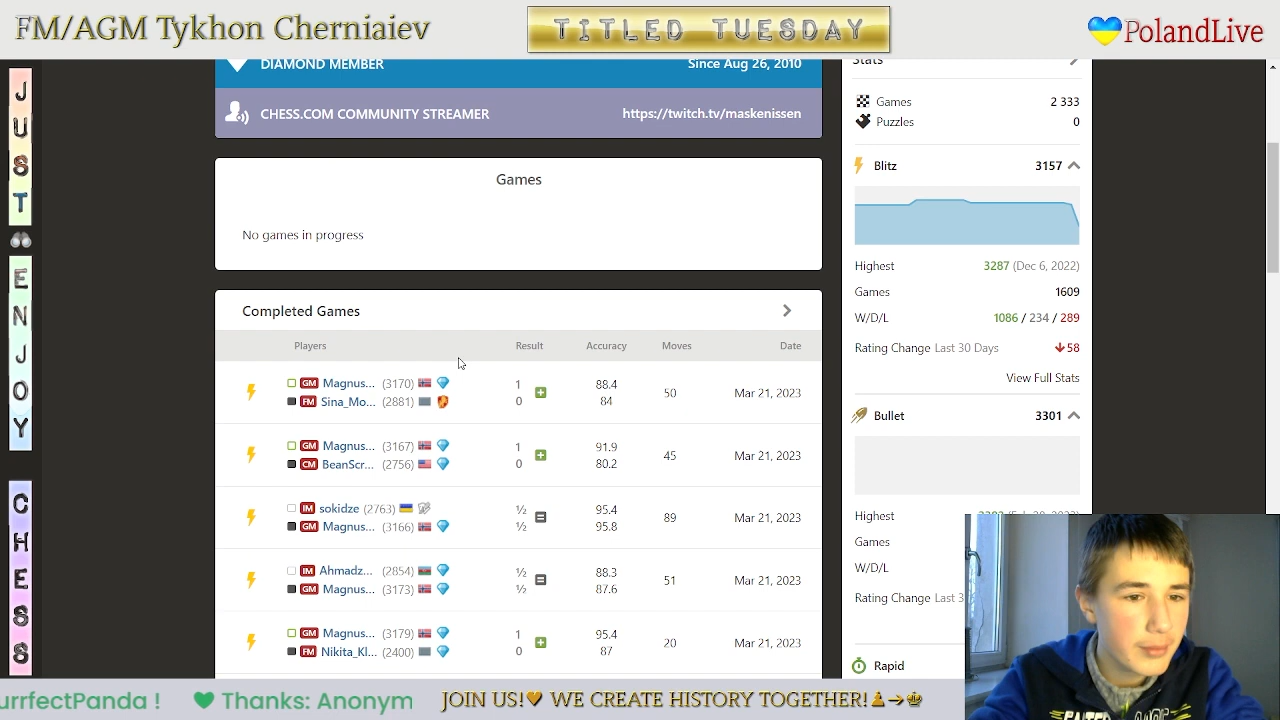 FM/AGM Tykhon Cherniaiev
TITLED TUESDAY
PolandLive
JUST
ENJOY
CHESS
DIAMOND MEMBER
Since Aug 26, 2010
CHESS.COM COMMUNITY STREAMER
https://twitch.tv/maskenissen
Games
No games in progress
Completed Games
Players Result Accuracy Moves Date
GM Magnus... (3170) 1 88.4
FM Sina_Mo... (2881) 0 84
50 Mar 21, 2023
GM Magnus... (3167) 1 91.9
CM BeanScr... (2756) 0 80.2
45 Mar 21, 2023
IM sokidze (2763) ½ 95.4
GM Magnus... (3166) ½ 95.8
89 Mar 21, 2023
IM Ahmadz... (2854) ½ 88.3
GM Magnus... (3173) ½ 87.6
51 Mar 21, 2023
GM Magnus... (3179) 1 95.4
FM Nikita_Kl... (2400) 0 87
20 Mar 21, 2023
Stats
Games 2 333
Puzzles 0
Blitz 3157
Highest 3287 (Dec 6, 2022)
Games 1609
W/D/L 1086 / 234 / 289
Rating Change Last 30 Days 58
View Full Stats
Bullet 3301
Highest
Games
W/D/L
Rating Change Last 3
Rapid
urrfectPanda !
Thanks: Anonym
JOIN US! WE CREATE HISTORY TOGETHER!